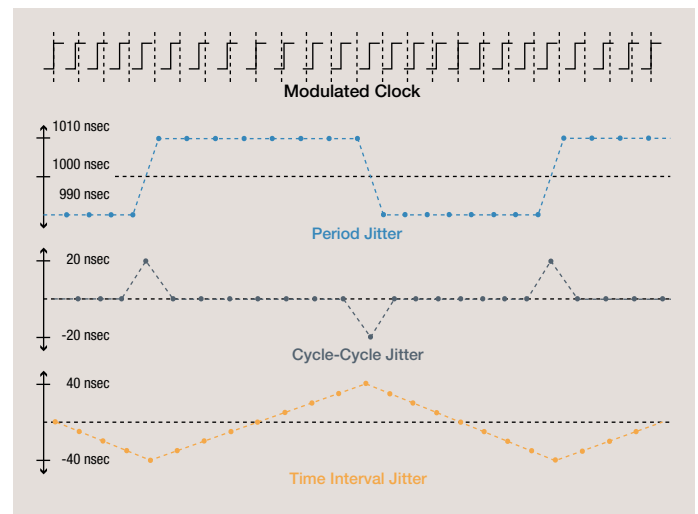 Modulated Clock
1010 nsec
1000 nsec
990 nsec
Period Jitter
20 nsec
-20 nsec
Cycle-Cycle Jitter
40 nsec
-40 nsec
Time Interval Jitter